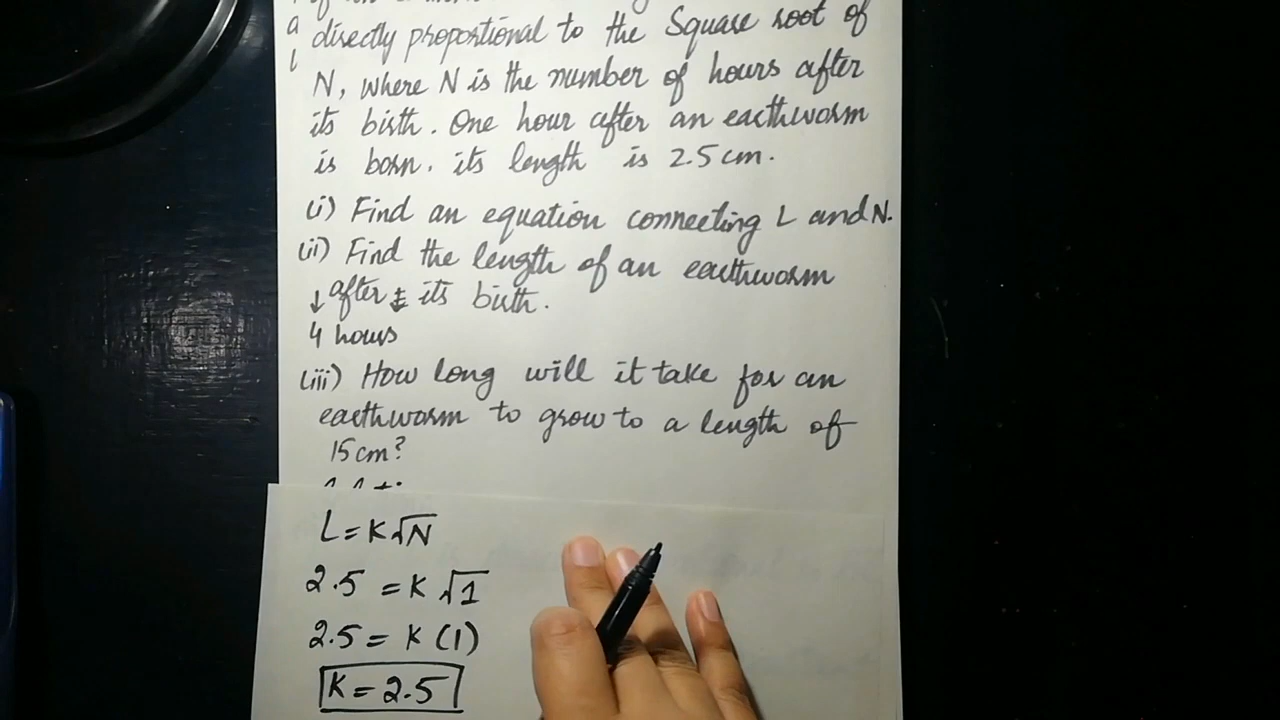 directly proportional to the Square root of
N, where N is the number of hours after
its birth. One hour after an earthworm
is born, its length is 2.5 cm.
(i) Find an equation connecting L and N.
(ii) Find the length of an earthworm
↓ after its birth.
4 hours
(iii) How long will it take for an
earthworm to grow to a length of
15 cm?
L = K√N
2.5 = K √1
2.5 = K (1)
K = 2.5